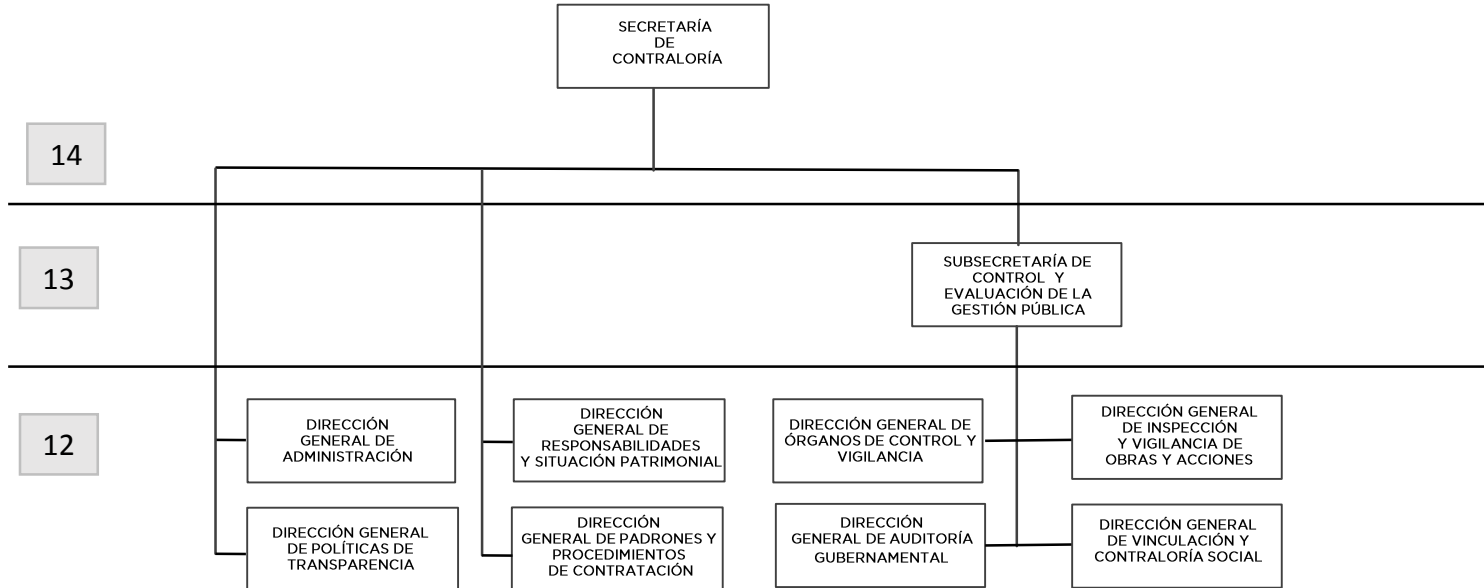 SECRETARÍA
DE
CONTRALORÍA
14
13
SUBSECRETARÍA DE
CONTROL Y
EVALUACIÓN DE LA
GESTIÓN PÚBLICA
12
DIRECCIÓN
GENERAL DE
ADMINISTRACIÓN
DIRECCIÓN
GENERAL DE
RESPONSABILIDADES
Y SITUACIÓN PATRIMONIAL
DIRECCIÓN GENERAL DE
ÓRGANOS DE CONTROL Y
VIGILANCIA
DIRECCIÓN GENERAL
DE INSPECCIÓN
Y VIGILANCIA DE
OBRAS Y ACCIONES
DIRECCIÓN GENERAL
DE POLÍTICAS DE
TRANSPARENCIA
DIRECCIÓN
GENERAL DE PADRONES Y
PROCEDIMIENTOS
DE CONTRATACIÓN
DIRECCIÓN
GENERAL DE AUDITORÍA
GUBERNAMENTAL
DIRECCIÓN GENERAL
DE VINCULACIÓN Y
CONTRALORÍA SOCIAL